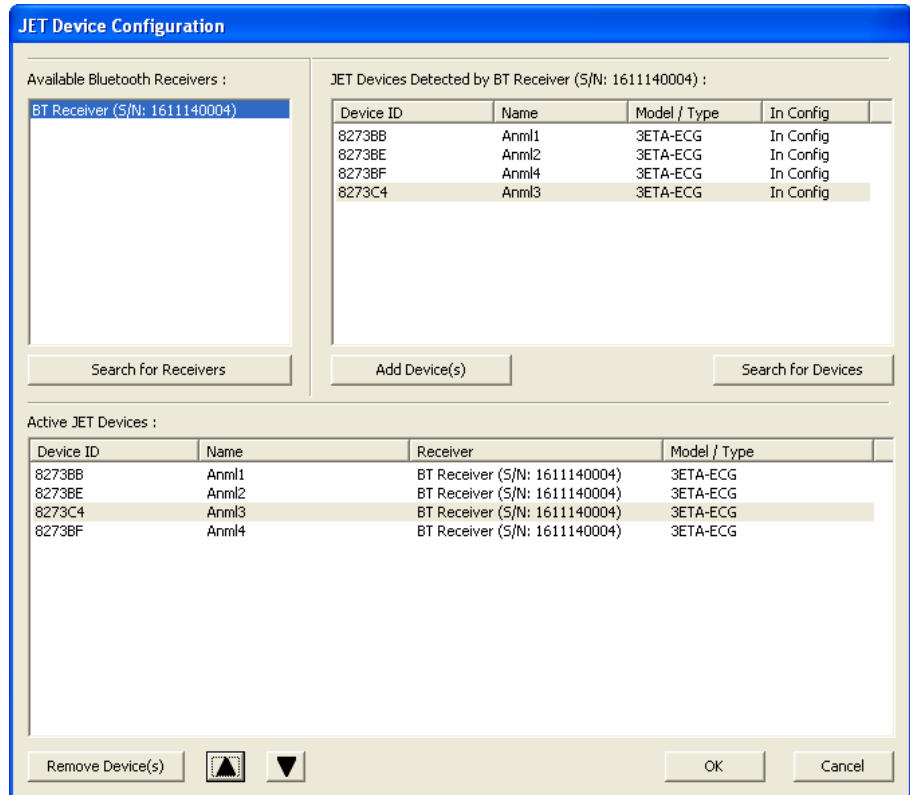 JET Device Configuration
Available Bluetooth Receivers :
BT Receiver (S/N: 1611140004)
Search for Receivers
JET Devices Detected by BT Receiver (S/N: 1611140004) :
Device ID Name Model / Type In Config
8273BB Anml1 3ETA-ECG In Config
8273BE Anml2 3ETA-ECG In Config
8273BF Anml4 3ETA-ECG In Config
8273C4 Anml3 3ETA-ECG In Config
Add Device(s) Search for Devices
Active JET Devices :
Device ID Name Receiver Model / Type
8273BB Anml1 BT Receiver (S/N: 1611140004) 3ETA-ECG
8273BE Anml2 BT Receiver (S/N: 1611140004) 3ETA-ECG
8273C4 Anml3 BT Receiver (S/N: 1611140004) 3ETA-ECG
8273BF Anml4 BT Receiver (S/N: 1611140004) 3ETA-ECG
Remove Device(s) OK Cancel